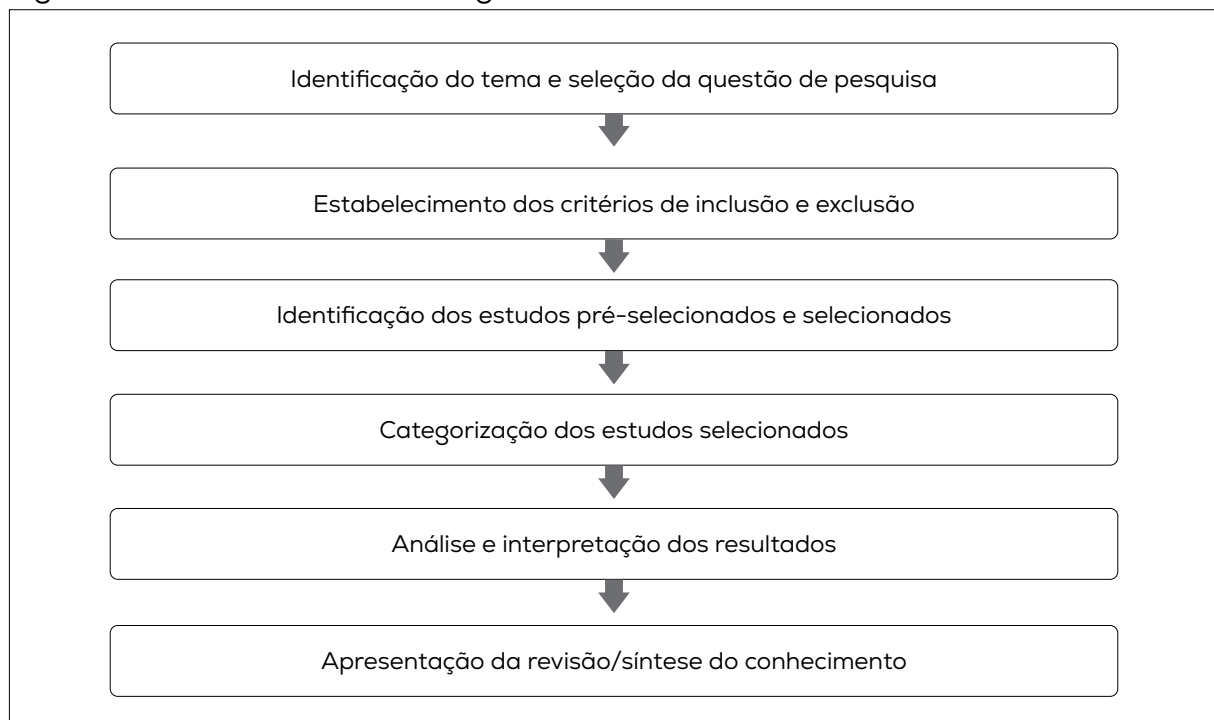 Identificação do tema e seleção da questão de pesquisa
Estabelecimento dos critérios de inclusão e exclusão
Identificação dos estudos pré-selecionados e selecionados
Categorização dos estudos selecionados
Análise e interpretação dos resultados
Apresentação da revisão/síntese do conhecimento